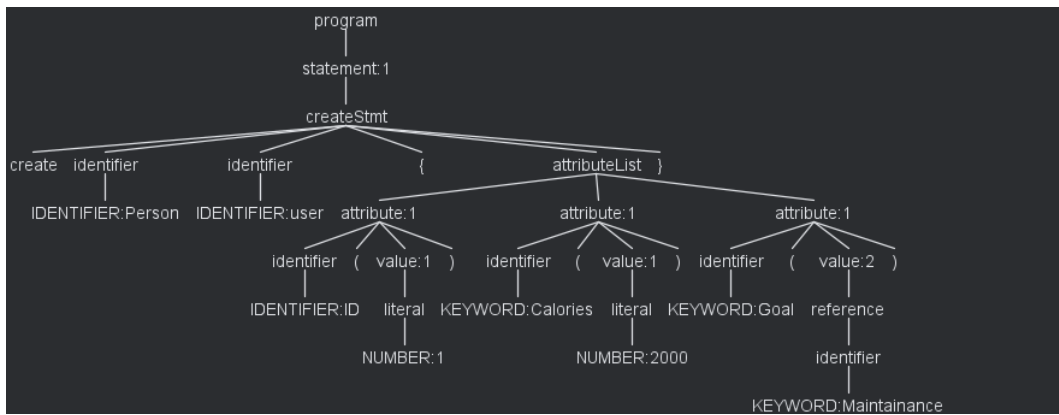 program
statement:1
createStmt
create identifier identifier { attributeList }
IDENTIFIER:Person IDENTIFIER:user attribute:1 attribute:1 attribute:1
identifier ( value:1 ) identifier ( value:1 ) identifier ( value:2 )
IDENTIFIER:ID literal KEYWORD:Calories literal KEYWORD:Goal reference
NUMBER:1 NUMBER:2000 identifier
KEYWORD:Maintainance